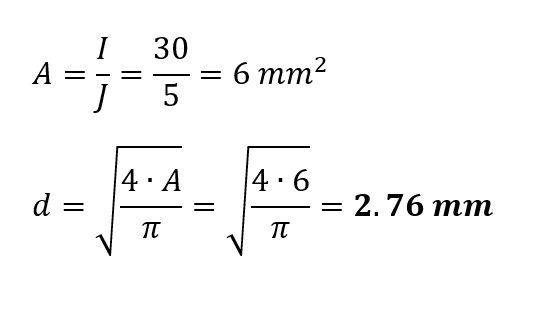 A = I/J = 30/5 = 6 mm²
d = √(4 · A/π) = √(4 · 6/π) = 2.76 mm